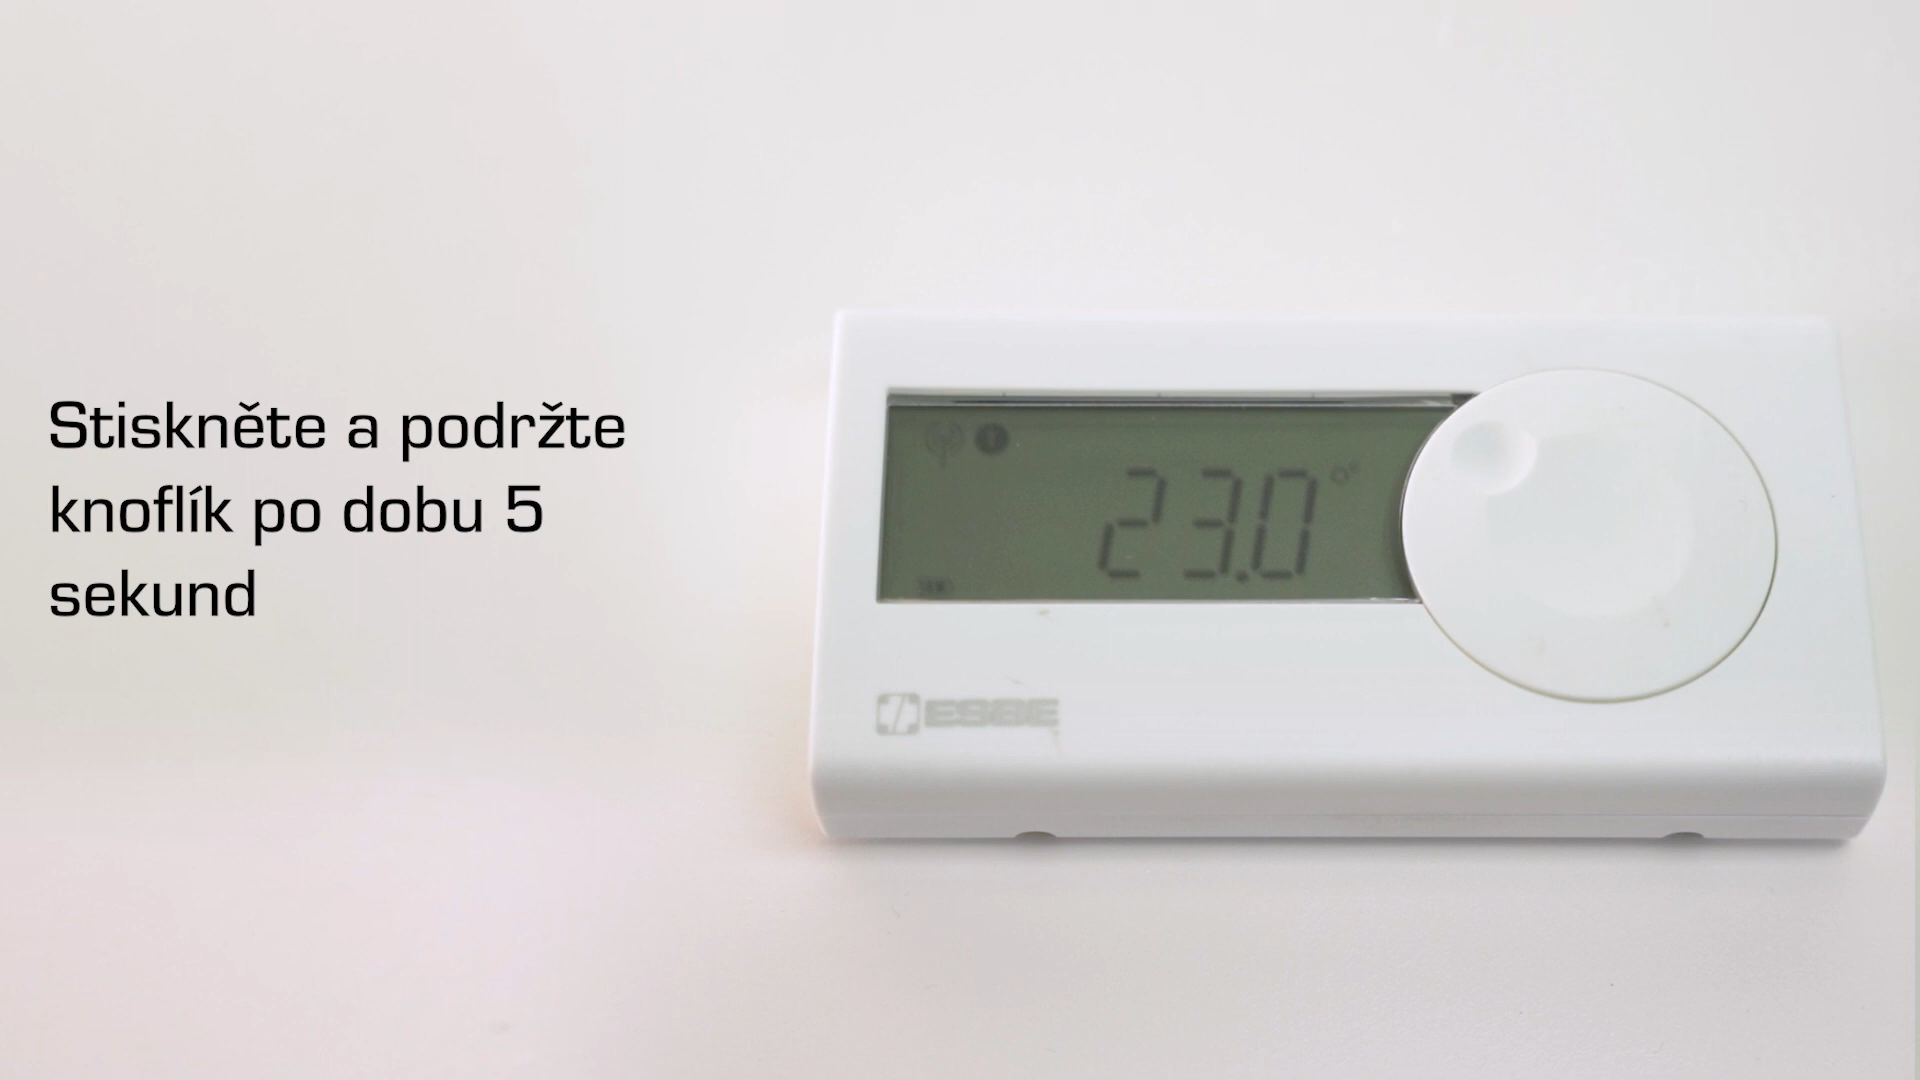 Stiskněte a podržte
knoflík po dobu 5
sekund
23.0°
ESBE